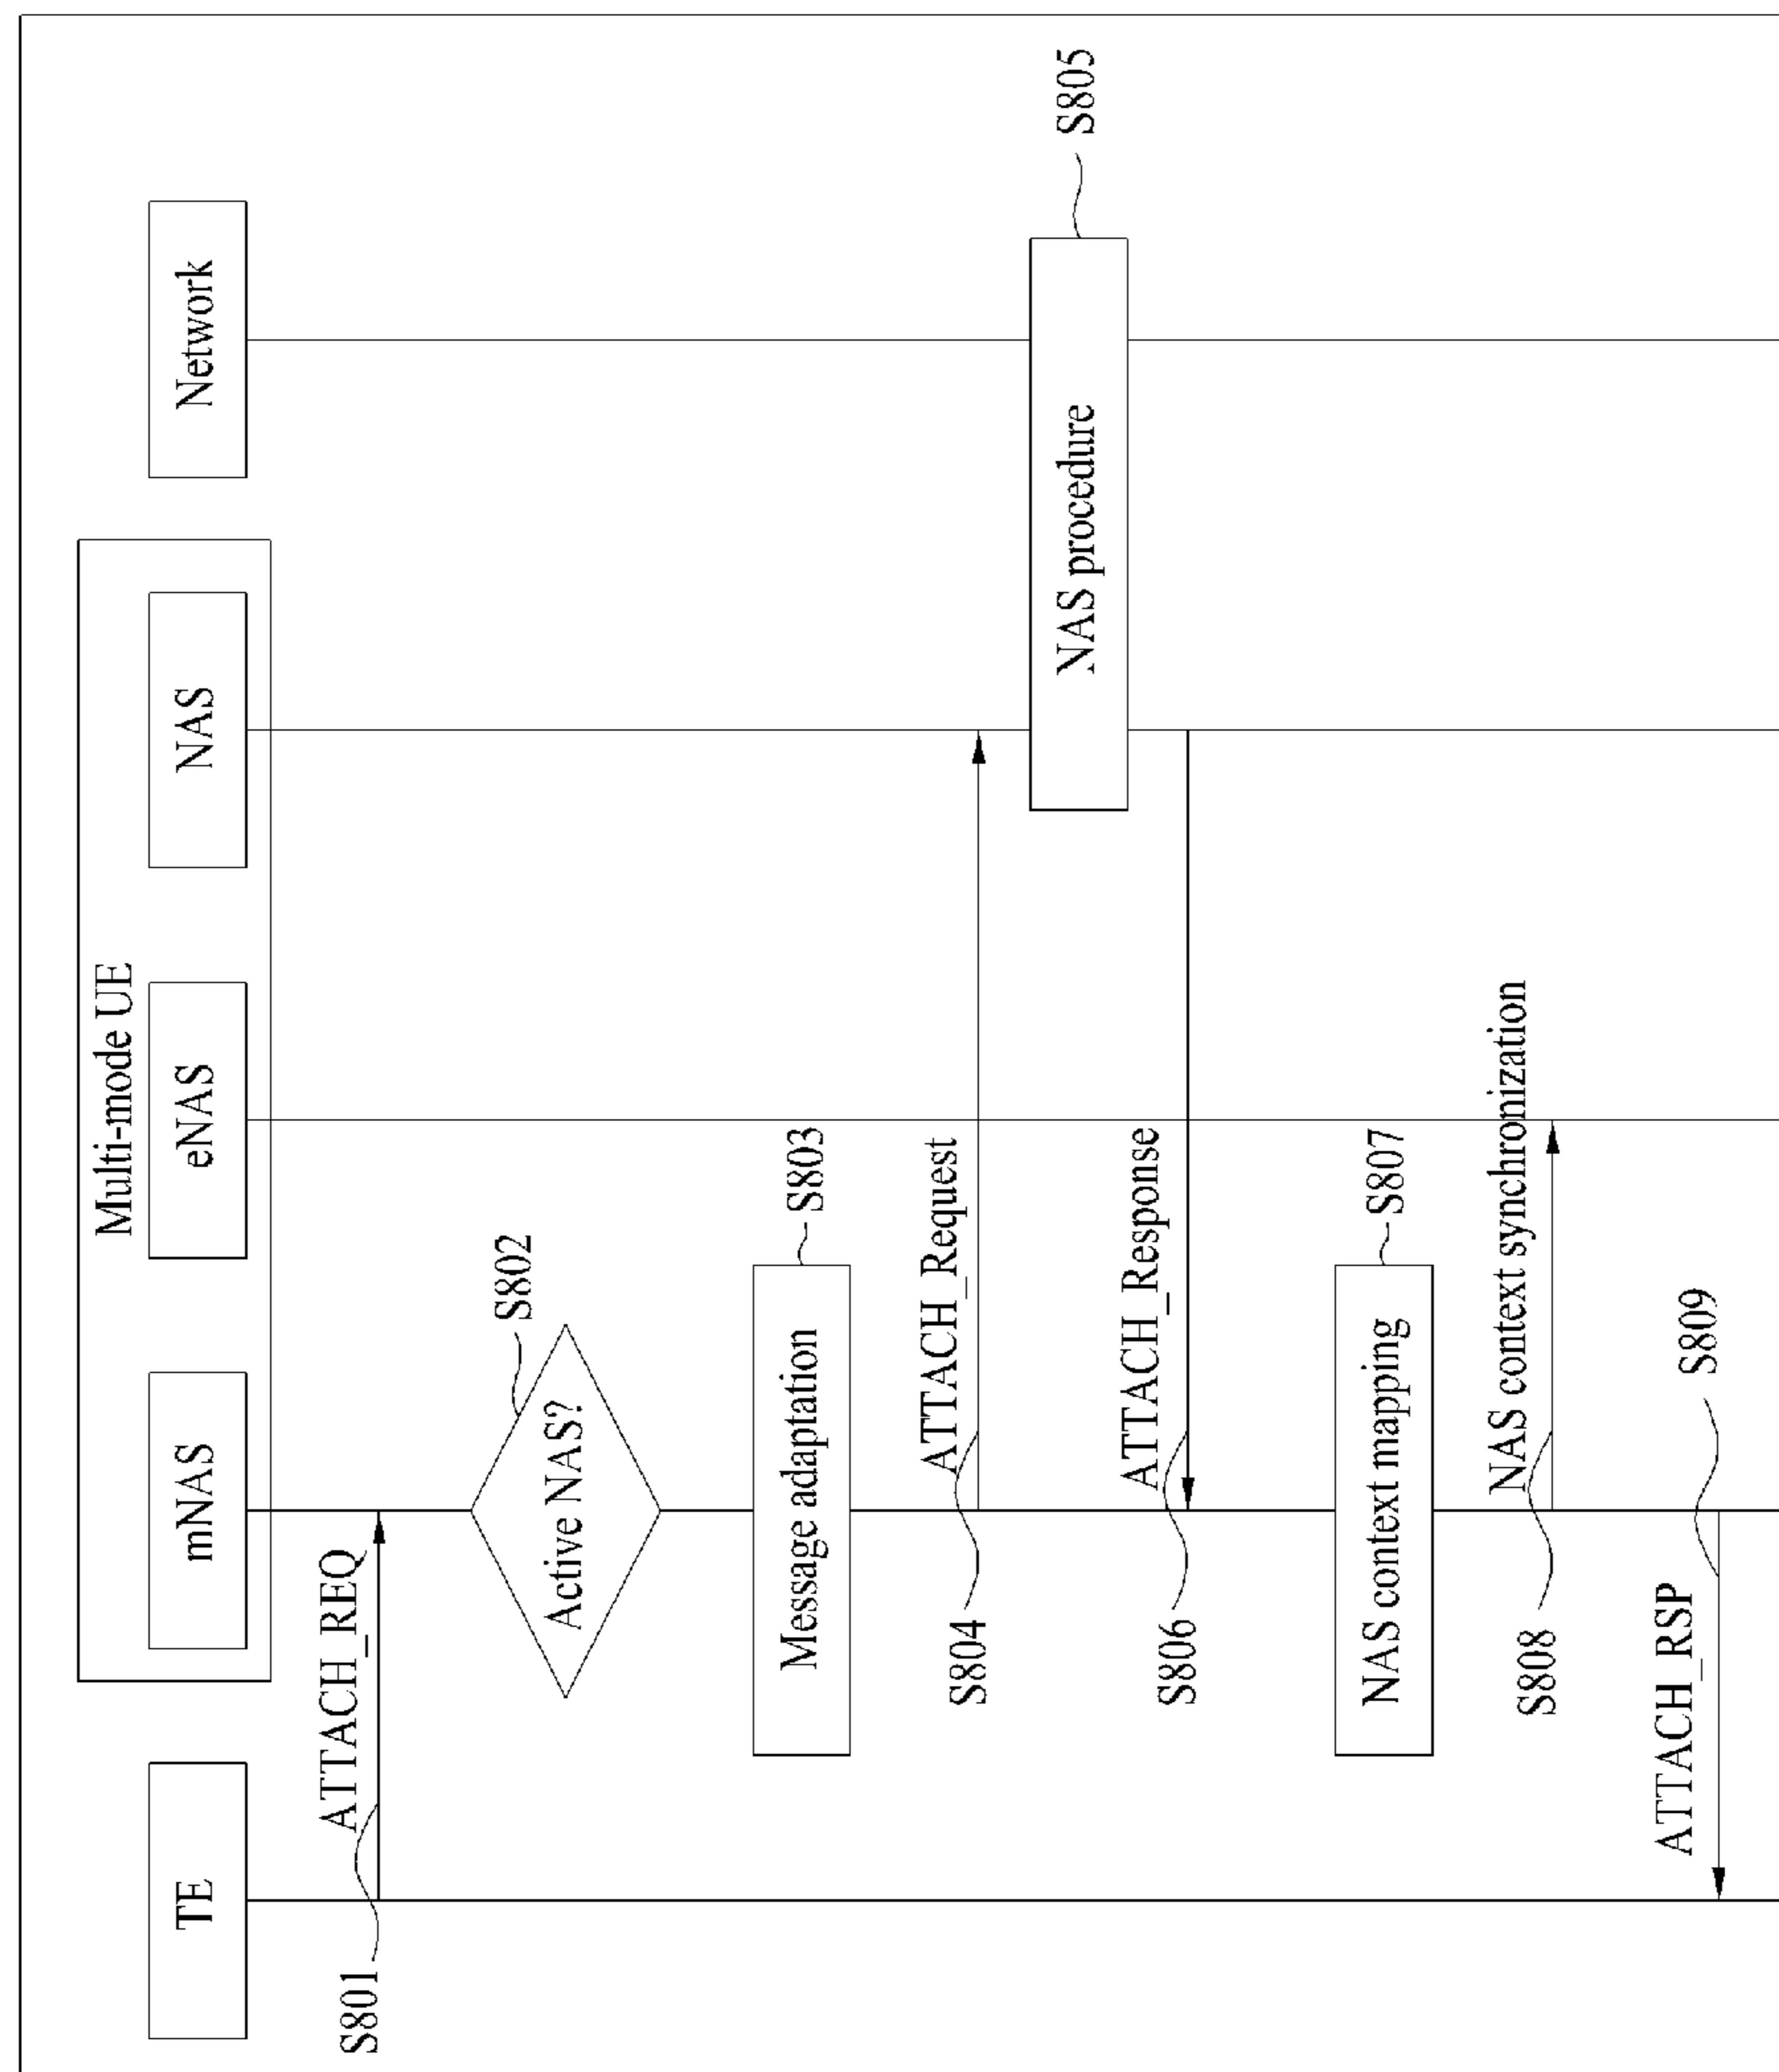 Multi-mode UE
TE
mNAS
eNAS
NAS
Network
ATTACH_REQ
S801
S802
Active NAS?
S803
Message adaptation
ATTACH_Request
S804
NAS procedure
S805
ATTACH_Response
S806
S807
NAS context mapping
NAS context synchronization
S808
S809
ATTACH_RSP